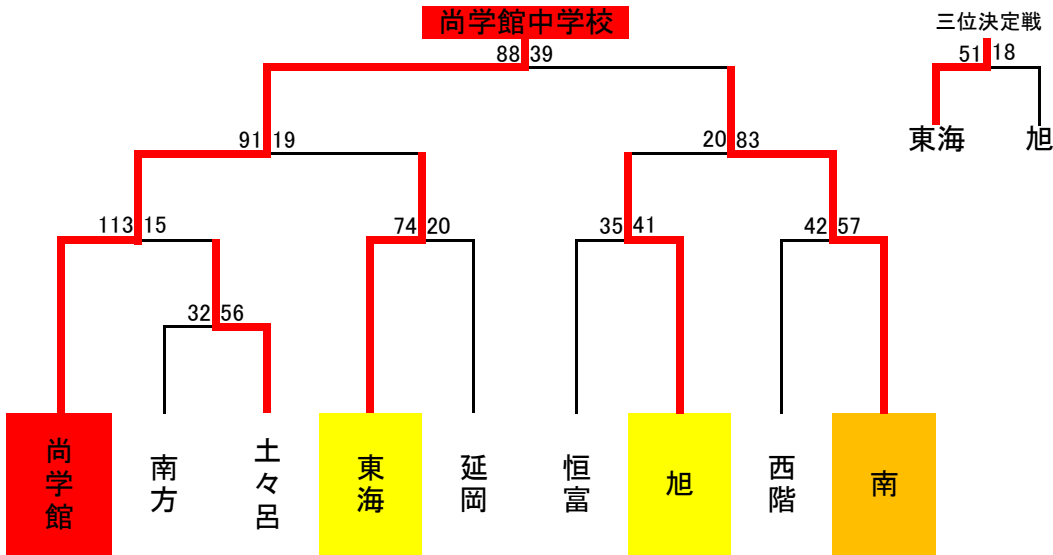 尚学館中学校
三位決定戦
88 39
51 18
東海 旭
91 19
20 83
113 15
74 20
35 41
42 57
32 56
尚学館
南方
土々呂
東海
延岡
恒富
旭
西階
南